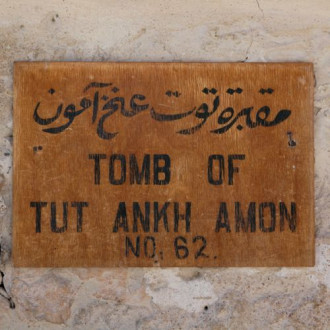 مقبرة توت عنخ آمون
TOMB OF
TUT ANKH AMON
NO. 62.